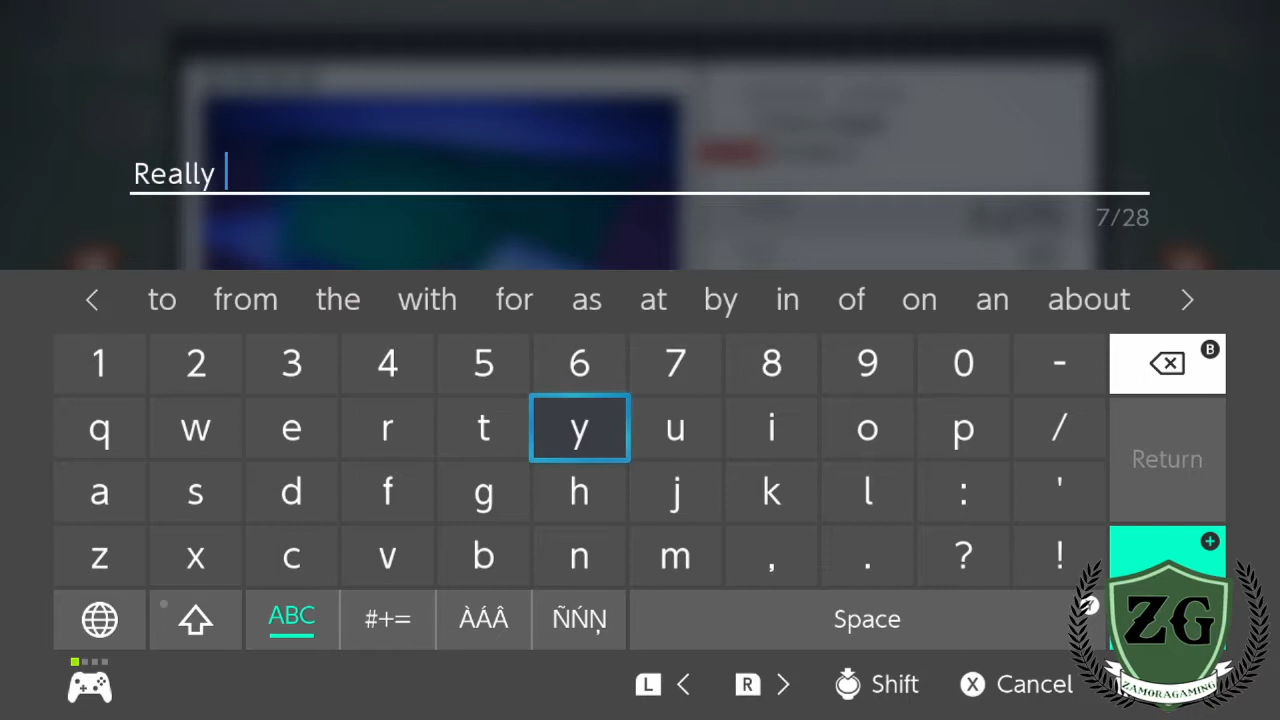 Really
7/28
< to from the with for as at by in of on an about >
1 2 3 4 5 6 7 8 9 0 - B
q w e r t y u i o p /
a s d f g h j k l : ' Return
z x c v b n m , . ? ! +
ABC #+= ÀÁÂ ÑŃŅ Space
L < R > Shift X Cancel
ZG
ZAMORAGAMING